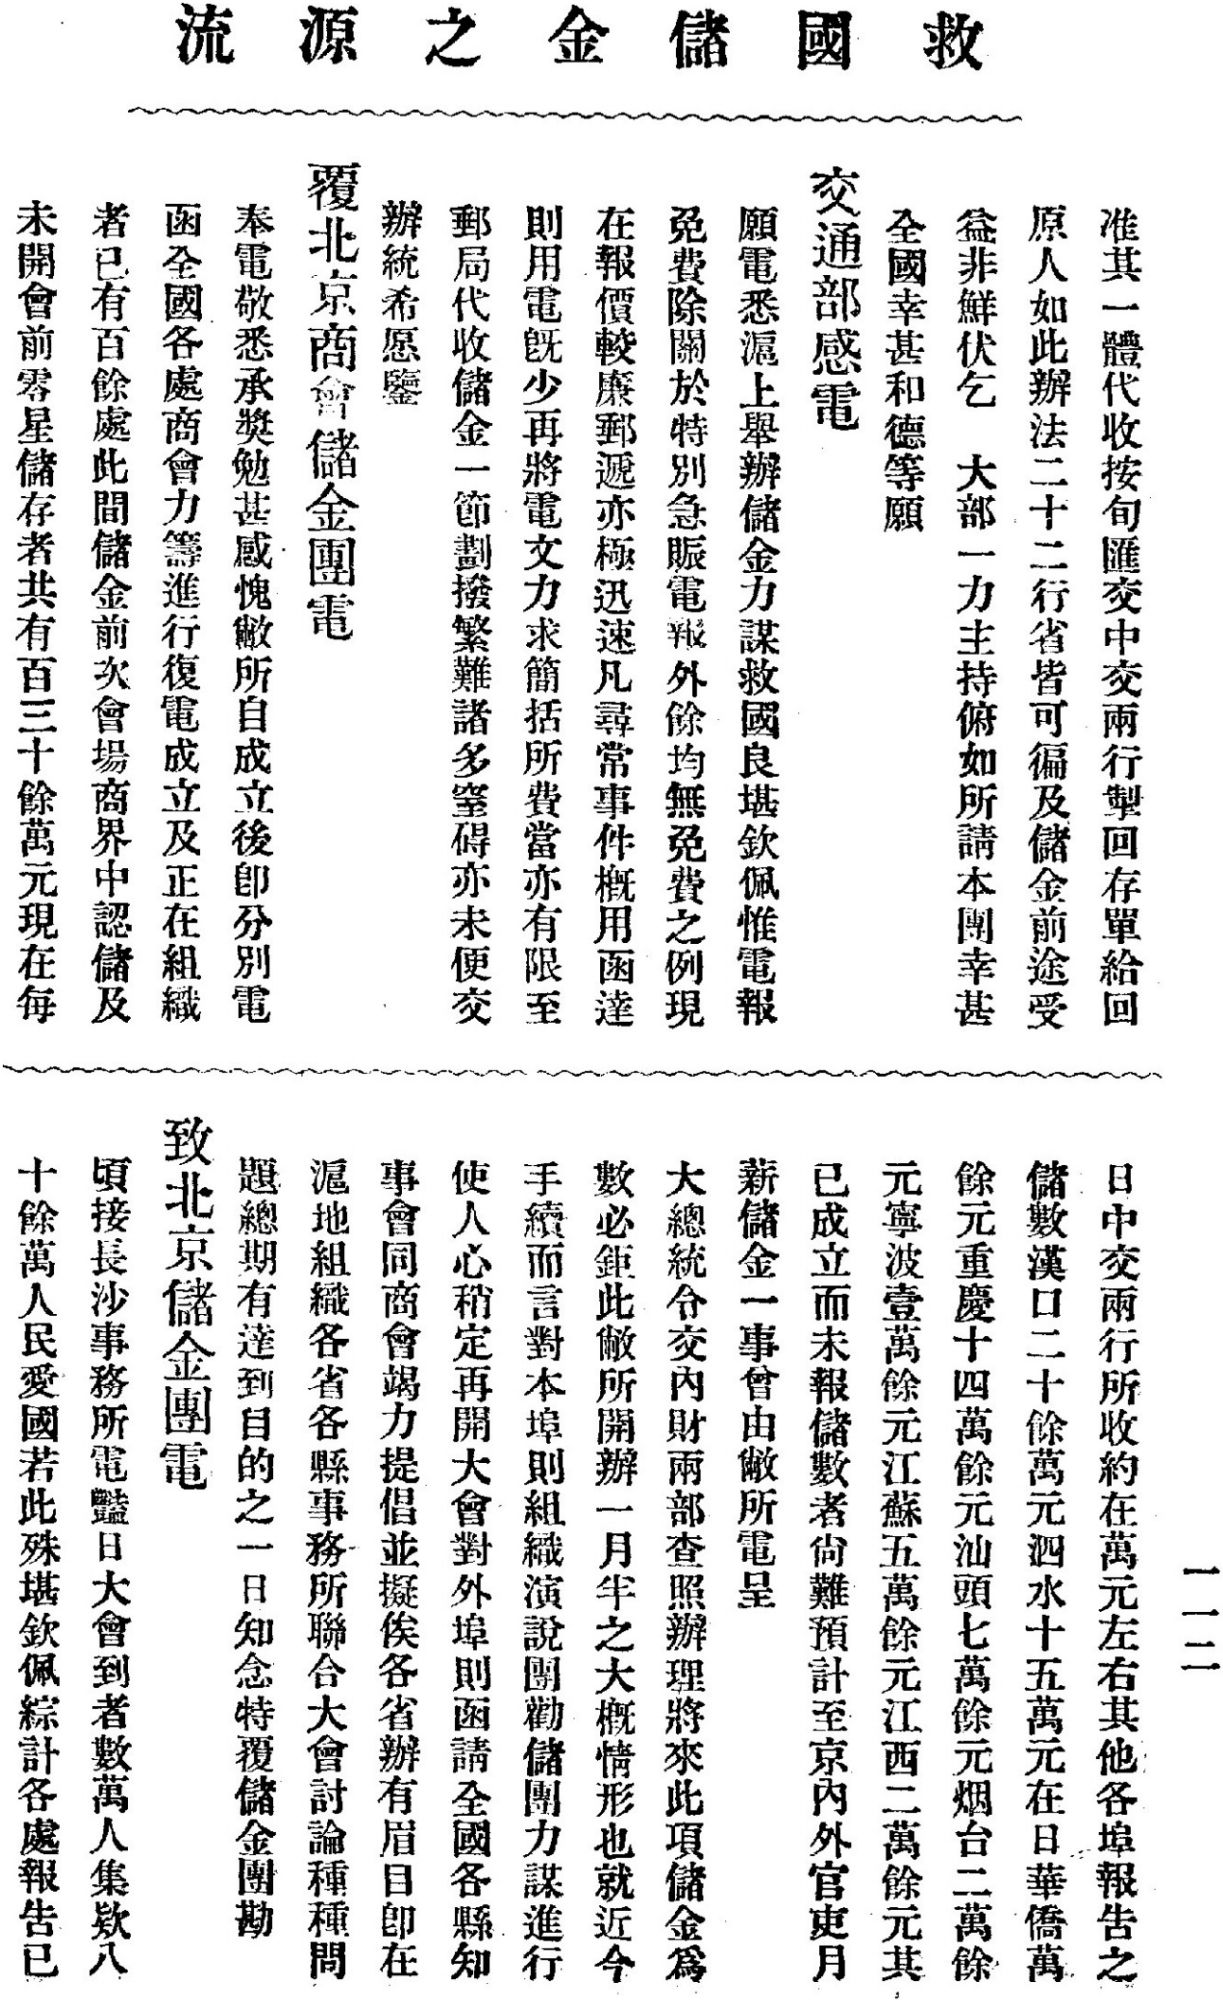 救國儲金之源流
准其一體代收按旬匯交中交兩行掣回存單給回
原人如此辦法二十二行省皆可徧及儲金前途受
益非鮮伏乞　大部一力主持俯如所請本團幸甚
全國幸甚和德等願
交通部感電
願電悉滬上舉辦儲金力謀救國良堪欽佩惟電報
免費除關於特別急賑電報外餘均無免費之例現
在報價較廉郵遞亦極迅速凡尋常事件概用函達
則用電旣少再將電文力求簡括所費當亦有限至
郵局代收儲金一節劃撥繁難諸多窒碍亦未便交
辦統希愿鑒
覆北京商會儲金團電
奉電敬悉承獎勉甚感愧敝所自成立後卽分別電
函全國各處商會力籌進行復電成立及正在組織
者已有百餘處此間儲金前次會場商界中認儲及
未開會前零星儲存者共有百三十餘萬元現在每
日中交兩行所收約在萬元左右其他各埠報告之
儲數漢口二十餘萬元泗水十五萬元在日華僑萬
餘元重慶十四萬餘元汕頭七萬餘元烟台二萬餘
元寧波壹萬餘元江蘇五萬餘元江西二萬餘元其
已成立而未報儲數者尙難預計至京內外官吏月
薪儲金一事曾由敝所電呈
大總統令交內財兩部查照辦理將來此項儲金爲
數必鉅此敝所開辦一月半之大概情形也就近今
手續而言對本埠則組織演說團勸儲團力謀進行
使人心稍定再開大會對外埠則函請全國各縣知
事會同商會竭力提倡並擬俟各省辦有眉目卽在
滬地組織各省各縣事務所聯合大會討論種種問
題總期有達到目的之一日知念特覆儲金團勘
致北京儲金團電
頃接長沙事務所電豔日大會到者數萬人集欵八
十餘萬人民愛國若此殊堪欽佩綜計各處報告已
一一二